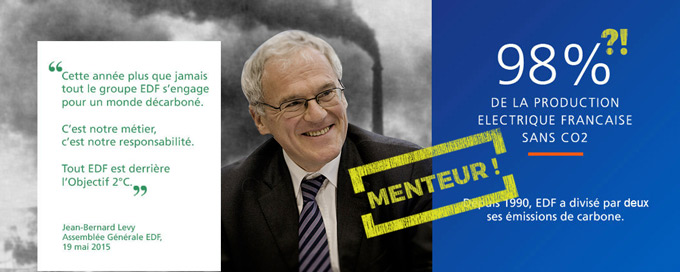 “Cette année plus que jamais
tout le groupe EDF s’engage
pour un monde décarboné.
C’est notre métier,
c’est notre responsabilité.
Tout EDF est derrière
l’Objectif 2°C.”
Jean-Bernard Levy
Assemblée Générale EDF,
19 mai 2015
MENTEUR !
98%?!
DE LA PRODUCTION
ELECTRIQUE FRANCAISE
SANS CO2
Depuis 1990, EDF a divisé par deux
ses émissions de carbone.